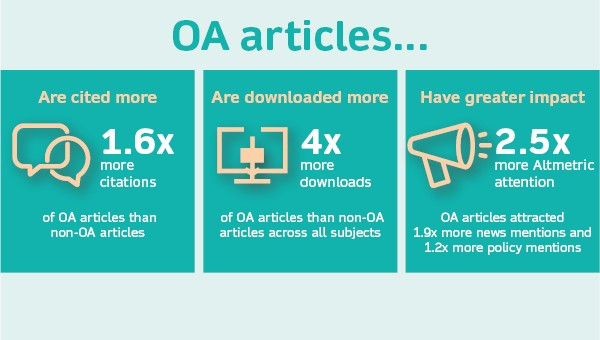 OA articles...
Are cited more
1.6x
more
citations
of OA articles than
non-OA articles
Are downloaded more
4x
more
downloads
of OA articles than non-OA
articles across all subjects
Have greater impact
2.5x
more Altmetric
attention
OA articles attracted
1.9x more news mentions and
1.2x more policy mentions